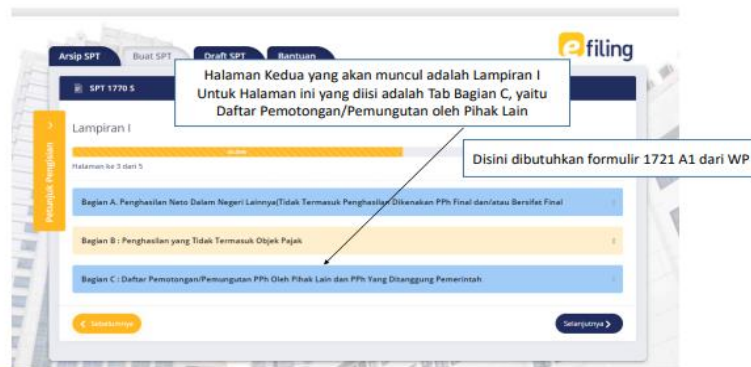 Arsip SPT
Buat SPT
Draft SPT
Bantuan
e filing
SPT 1770 S
Halaman Kedua yang akan muncul adalah Lampiran I
Untuk Halaman ini yang diisi adalah Tab Bagian C, yaitu
Daftar Pemotongan/Pemungutan oleh Pihak Lain
Lampiran I
Halaman ke 3 dari 5
Disini dibutuhkan formulir 1721 A1 dari WP
Petunjuk Pengisian
Bagian A. Penghasilan Neto Dalam Negeri Lainnya(Tidak Termasuk Penghasilan Dikenakan PPh Final dan/atau Bersifat Final
Bagian B : Penghasilan yang Tidak Termasuk Objek Pajak
Bagian C : Daftar Pemotongan/Pemungutan PPh Oleh Pihak Lain dan PPh Yang Ditanggung Pemerintah
Sebelumnya
Selanjutnya